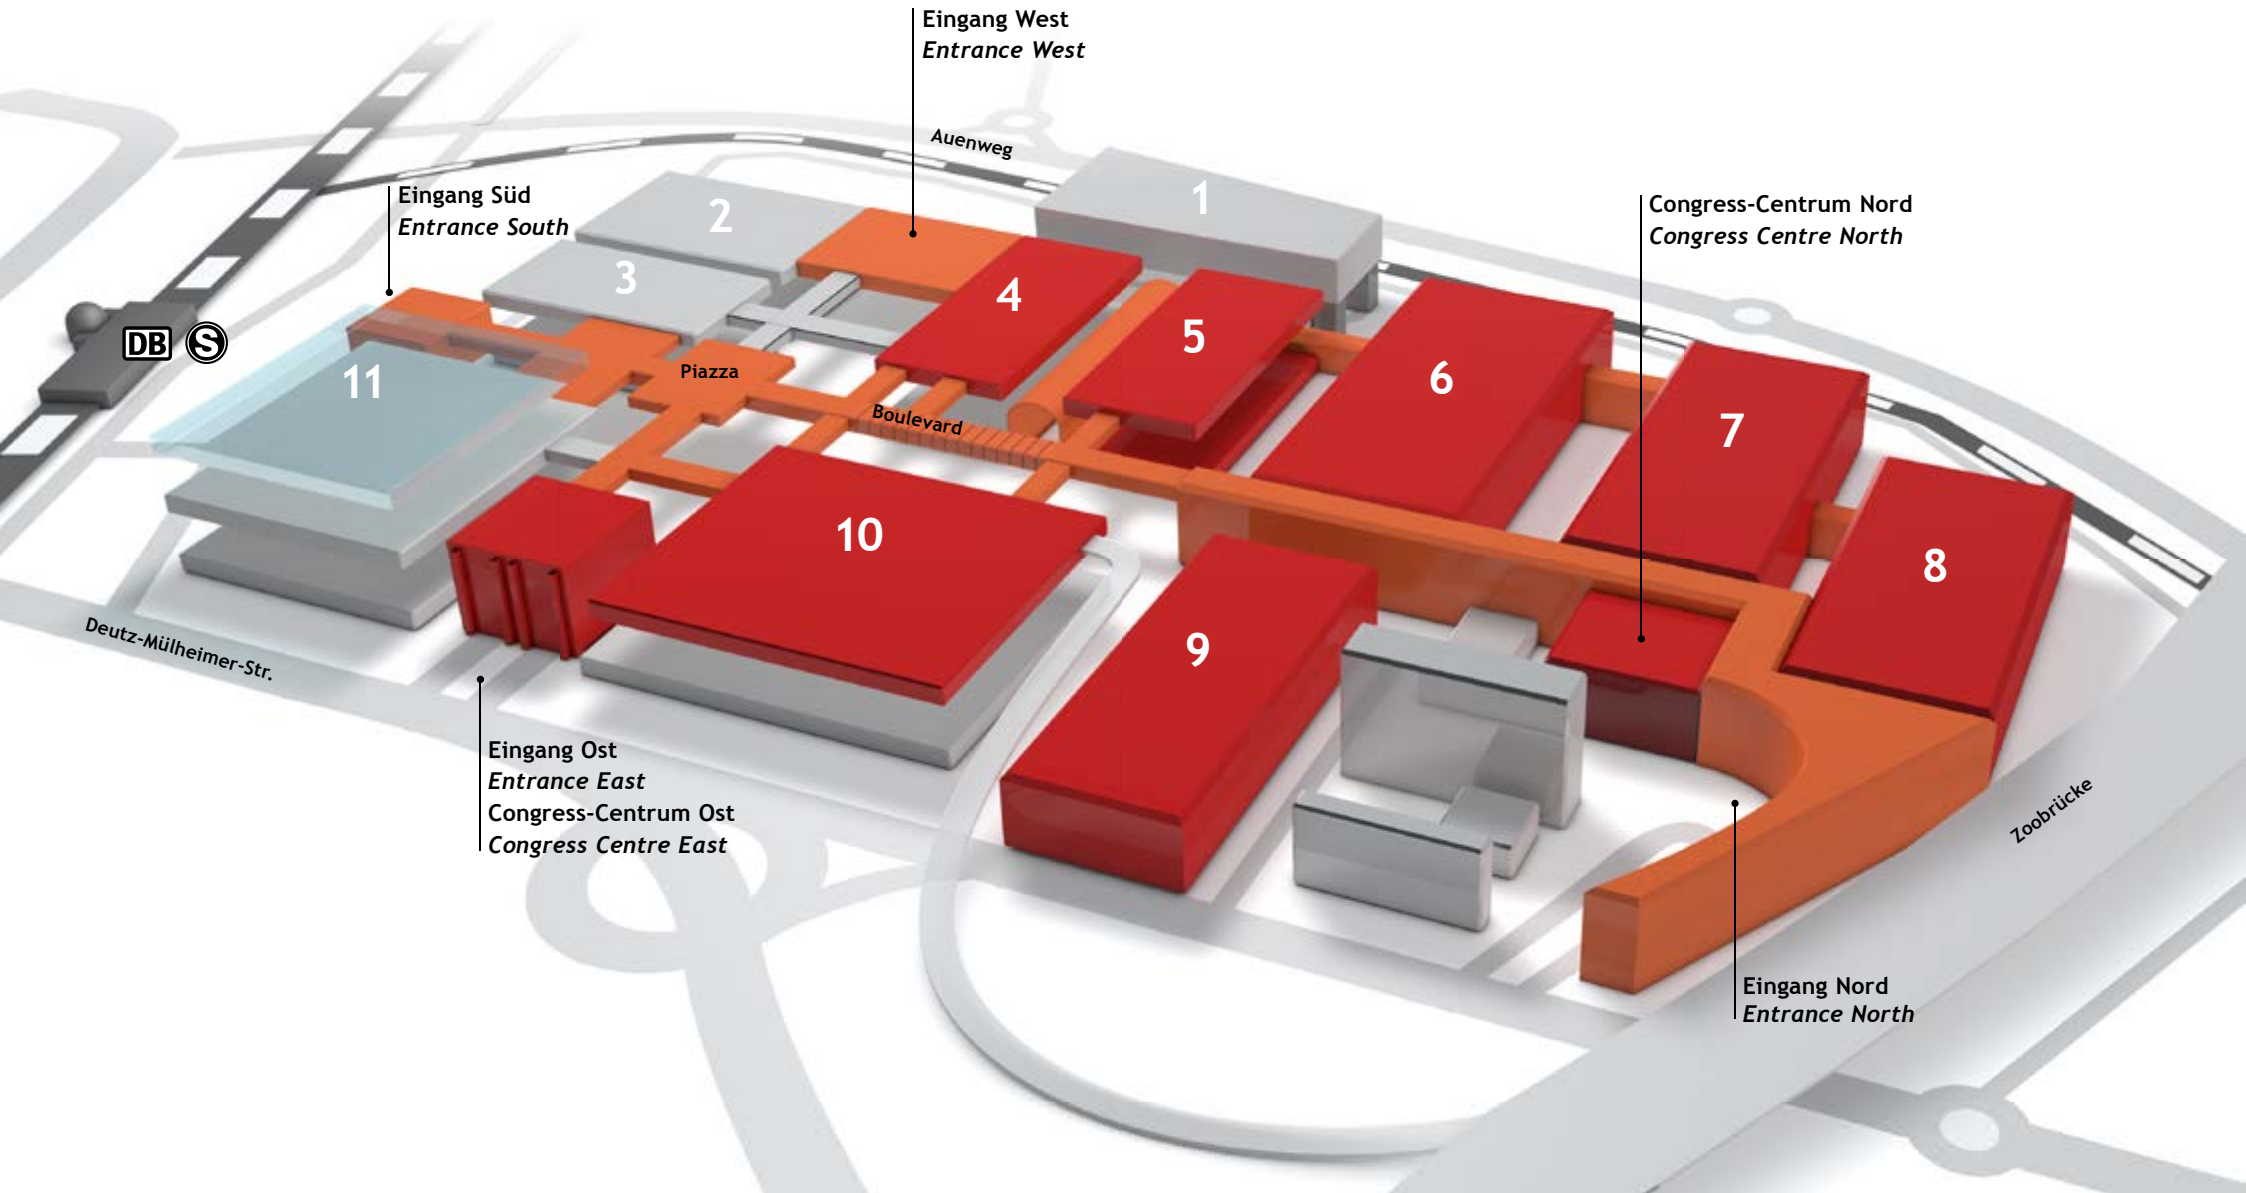 Eingang West
Entrance West
Auenweg
1
Eingang Süd
Entrance South
2
3
4
5
6
7
8
Congress-Centrum Nord
Congress Centre North
DB
S
11
Piazza
Boulevard
10
9
Deutz-Mülheimer-Str.
Eingang Ost
Entrance East
Congress-Centrum Ost
Congress Centre East
Zoobrücke
Eingang Nord
Entrance North